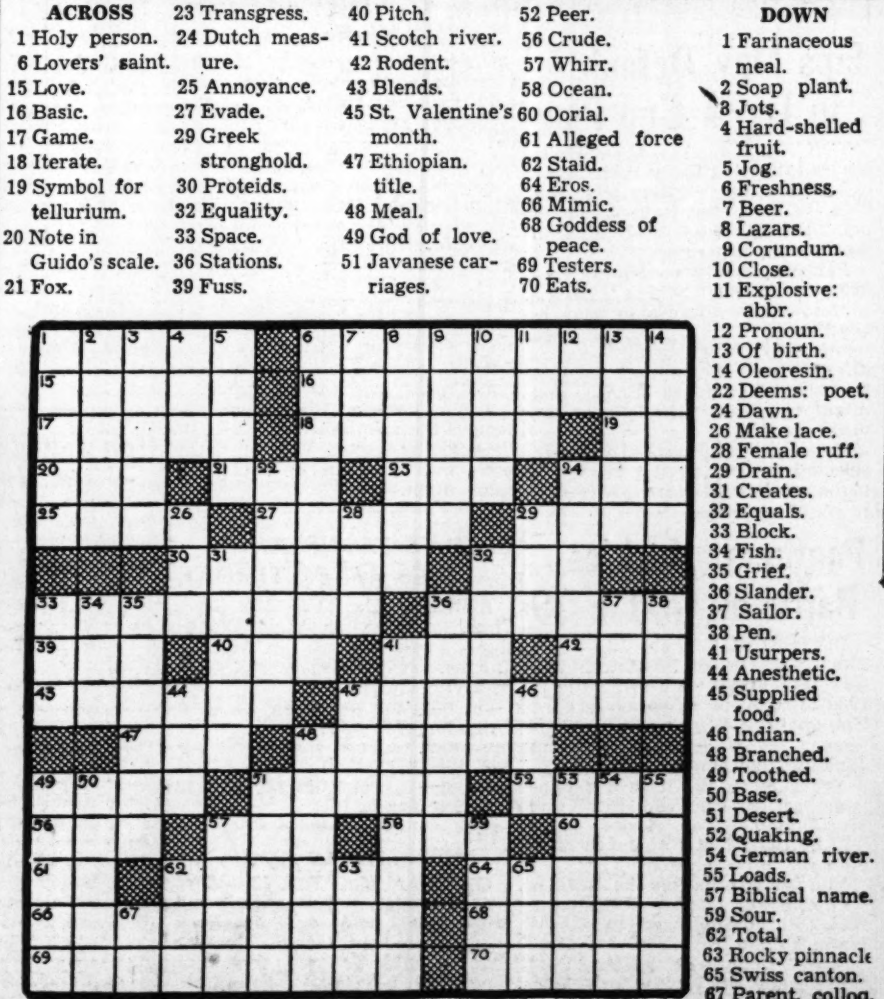 ACROSS
1 Holy person.
6 Lovers' saint.
15 Love.
16 Basic.
17 Game.
18 Iterate.
19 Symbol for
tellurium.
20 Note in
Guido's scale.
21 Fox.
23 Transgress.
24 Dutch meas-
ure.
25 Annoyance.
27 Evade.
29 Greek
stronghold.
30 Proteids.
32 Equality.
33 Space.
36 Stations.
39 Fuss.
40 Pitch.
41 Scotch river.
42 Rodent.
43 Blends.
45 St. Valentine's
month.
47 Ethiopian.
title.
48 Meal.
49 God of love.
51 Javanese car-
riages.
52 Peer.
56 Crude.
57 Whirr.
58 Ocean.
60 Oorial.
61 Alleged force
62 Staid.
64 Eros.
66 Mimic.
68 Goddess of
peace.
69 Testers.
70 Eats.
DOWN
1 Farinaceous
meal.
2 Soap plant.
3 Jots.
4 Hard-shelled
fruit.
5 Jog.
6 Freshness.
7 Beer.
8 Lazars.
9 Corundum.
10 Close.
11 Explosive:
abbr.
12 Pronoun.
13 Of birth.
14 Oleoresin.
22 Deems: poet.
24 Dawn.
26 Make lace.
28 Female ruff.
29 Drain.
31 Creates.
32 Equals.
33 Block.
34 Fish.
35 Grief.
36 Slander.
37 Sailor.
38 Pen.
41 Usurpers.
44 Anesthetic.
45 Supplied
food.
46 Indian.
48 Branched.
49 Toothed.
50 Base.
51 Desert.
52 Quaking.
54 German river.
55 Loads.
57 Biblical name.
59 Sour.
62 Total.
63 Rocky pinnacle
65 Swiss canton.
67 Parent, colloq.
1 2 3 4 5 6 7 8 9 10 11 12 13 14
15 16
17 18 19
20 21 22 23 24
25 26 27 28 29
30 31 32
33 34 35 36 37 38
39 40 41 42
43 44 45 46
47 48
49 50 51 52 53 54 55
56 57 58 59 60
61 62 63 64 65
66 67 68
69 70